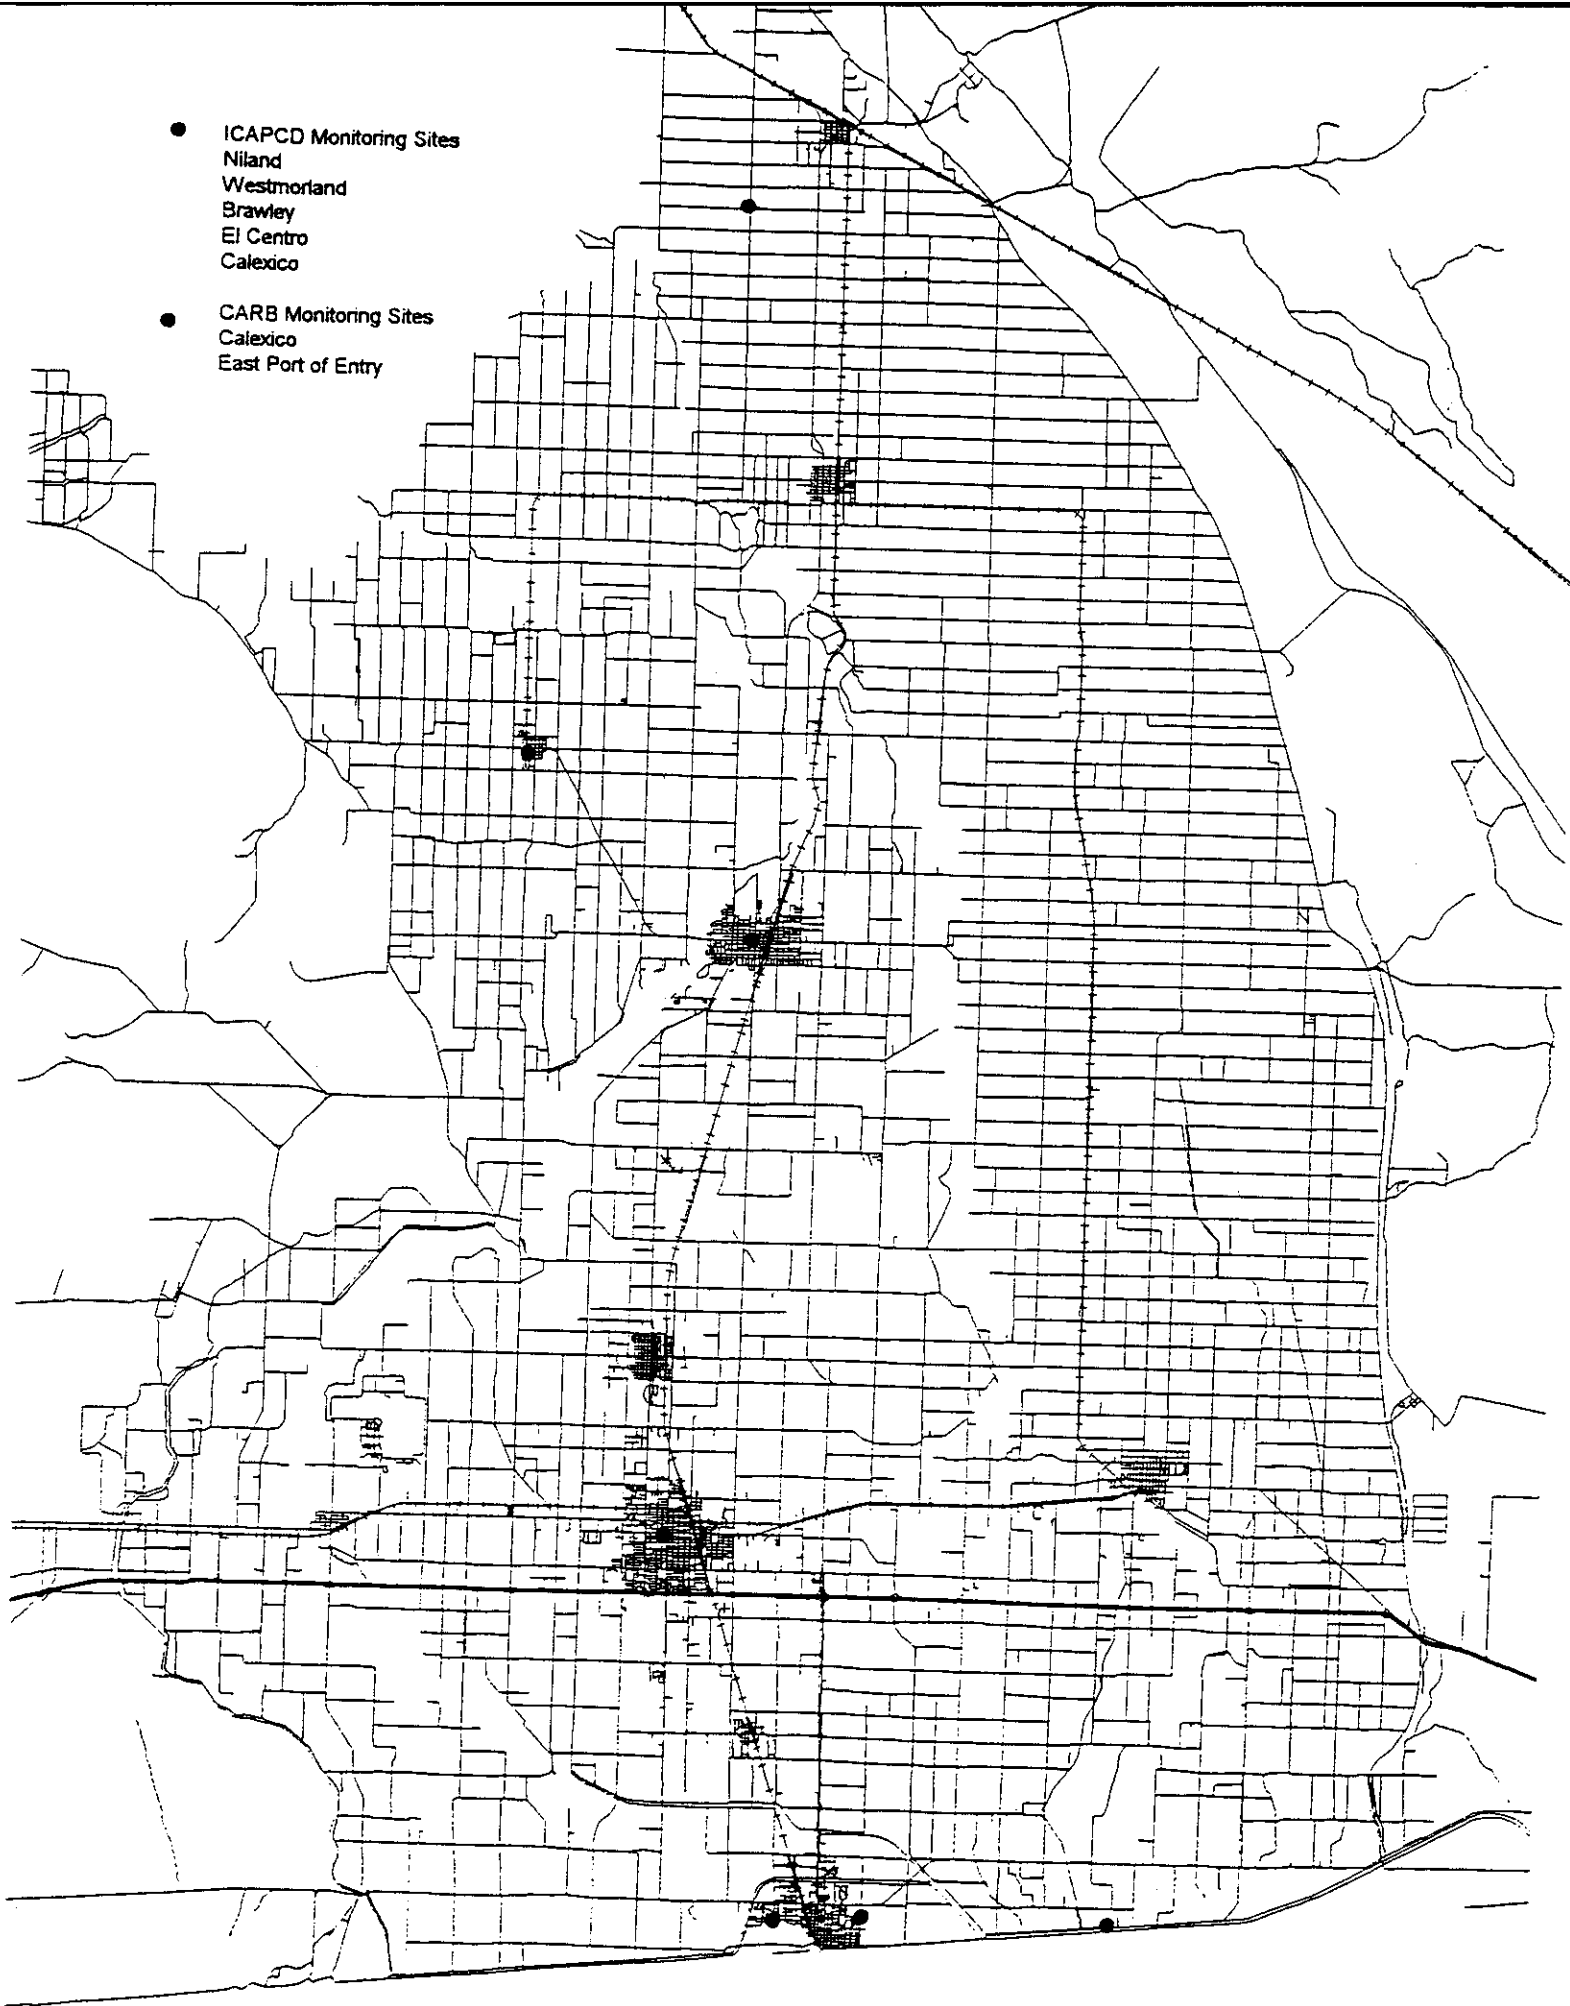 ICAPCD Monitoring Sites
Niland
Westmorland
Brawley
El Centro
Calexico
CARB Monitoring Sites
Calexico
East Port of Entry